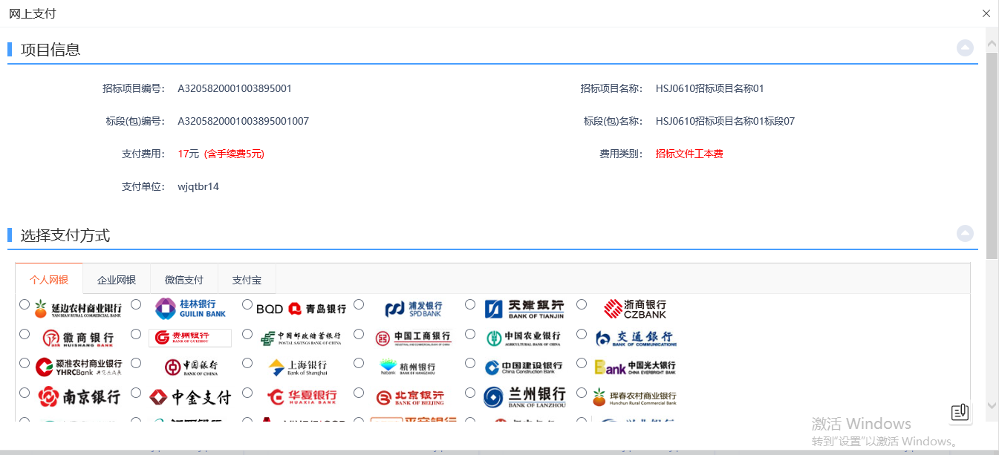 网上支付
项目信息
招标项目编号： A3205820001003895001 招标项目名称： HSJ0610招标项目名称01
标段(包)编号： A3205820001003895001007 标段(包)名称： HSJ0610招标项目名称01标段07
支付费用： 17元 (含手续费5元) 费用类别： 招标文件工本费
支付单位： wjqtbr14
选择支付方式
个人网银 企业网银 微信支付 支付宝
延边农村商业银行 桂林银行 BQD 青岛银行 浦发银行 天津银行 浙商银行
YAN BIAN RURAL COMMERCIAL BANK GUILIN BANK SPD BANK BANK OF TIANJIN CZBANK
徽商银行 贵州银行 中国邮政储蓄银行 中国工商银行 中国农业银行 交通银行
HUISHANG BANK BANK OF GUIZHOU POSTAL SAVINGS BANK OF CHINA INDUSTRIAL AND COMMERCIAL BANK OF CHINA AGRICULTURAL BANK OF CHINA BANK OF COMMUNICATIONS
颍淮农村商业银行 中国银行 上海银行 杭州银行 中国建设银行 Bank 中国光大银行
YHRCBank BANK OF CHINA Bank of Shanghai BANK OF HANGZHOU China Construction Bank CHINA EVERBRIGHT BANK
南京银行 中金支付 华夏银行 北京银行 兰州银行 珲春农村商业银行
HUAXIA BANK BANK OF BEIJING BANK OF LANZHOU Hunchun Rural Commercial Bank
平安银行
激活 Windows
转到"设置"以激活 Windows。